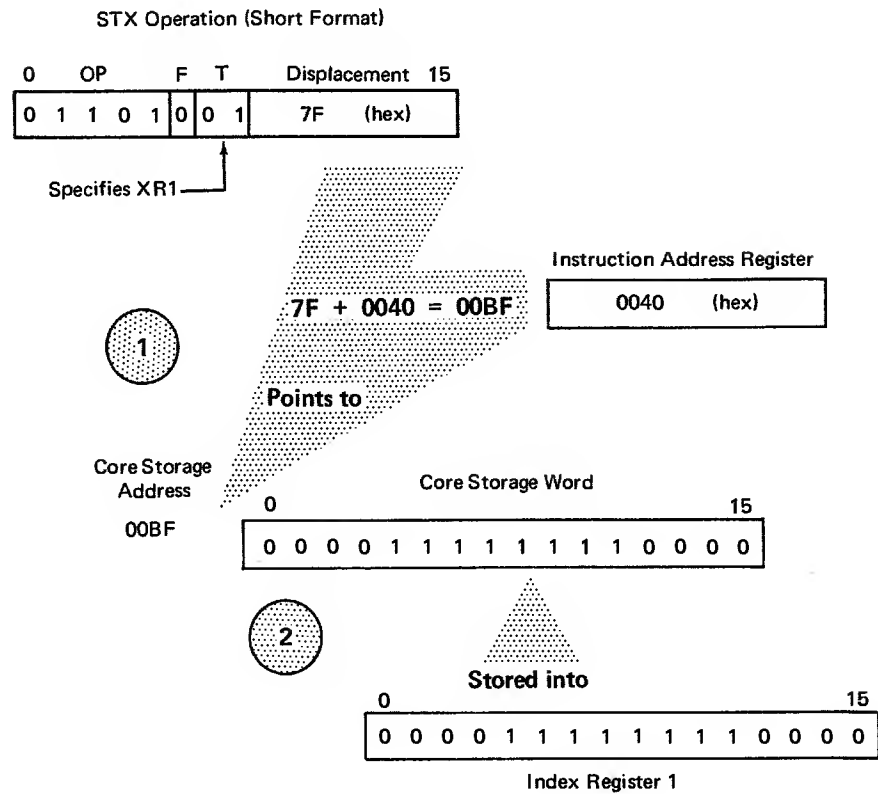 STX Operation (Short Format)
0 OP F T Displacement 15
0 1 1 0 1 0 0 1 7F (hex)
Specifies XR1
Instruction Address Register
7F + 0040 = 00BF
0040 (hex)
1
Points to
Core Storage
Address
00BF
Core Storage Word
0 15
0 0 0 0 1 1 1 1 1 1 1 1 0 0 0 0
2
Stored into
0 15
0 0 0 0 1 1 1 1 1 1 1 1 0 0 0 0
Index Register 1